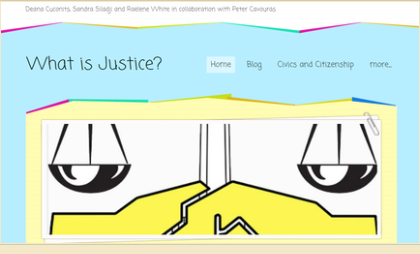 Deana Cuconits, Sandra Siladji and Raelene White in collaboration with Peter Cavouras
What is Justice?
Home Blog Civics and Citizenship more...